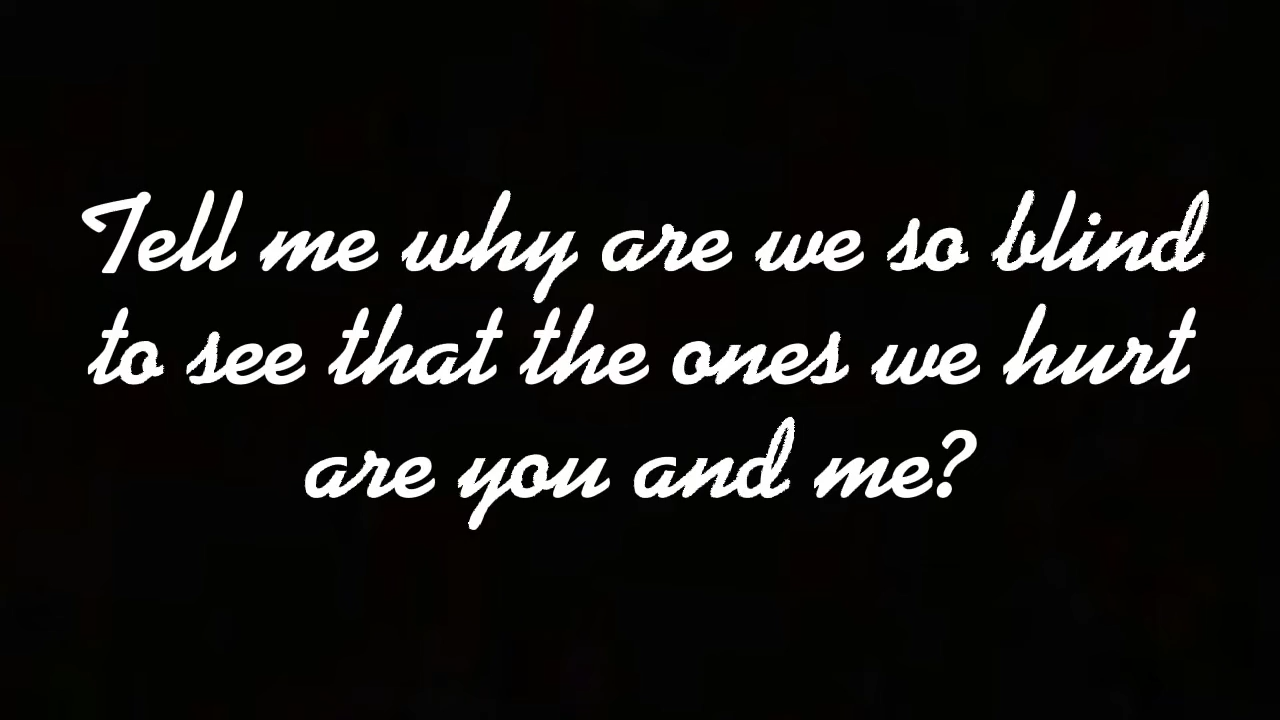 Tell me why are we so blind
to see that the ones we hurt
are you and me?